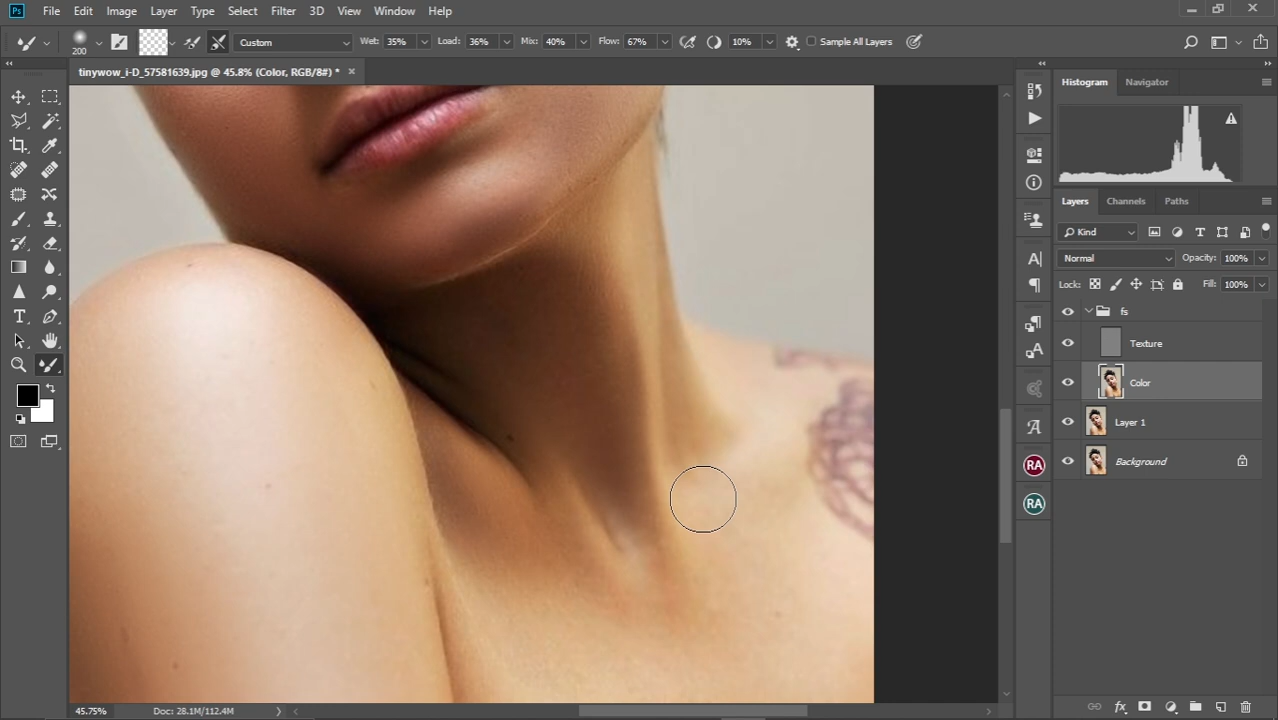 Ps File Edit Image Layer Type Select Filter 3D View Window Help
200 Custom Wet: 35% Load: 36% Mix: 40% Flow: 67% 10% Sample All Layers
tinywow_i-D_57581639.jpg @ 45.8% (Color, RGB/8#) *
Histogram Navigator
Layers Channels Paths
Kind
Normal Opacity: 100%
Lock: Fill: 100%
fs
Texture
Color
Layer 1
Background
RA
RA
45.75% Doc: 28.1M/112.4M